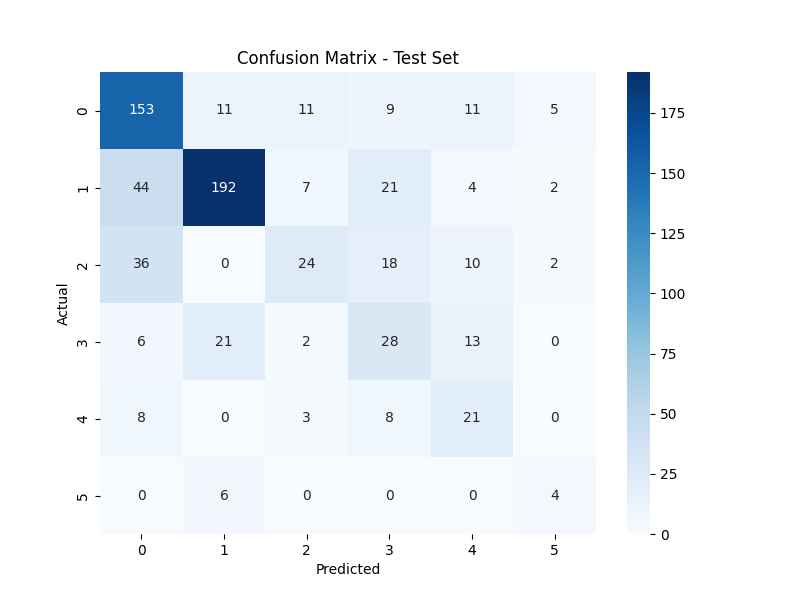 Confusion Matrix - Test Set
0 153 11 11 9 11 5
1 44 192 7 21 4 2
2 36 0 24 18 10 2
3 6 21 2 28 13 0
4 8 0 3 8 21 0
5 0 6 0 0 0 4
0 1 2 3 4 5
Predicted
Actual
175
150
125
100
75
50
25
0